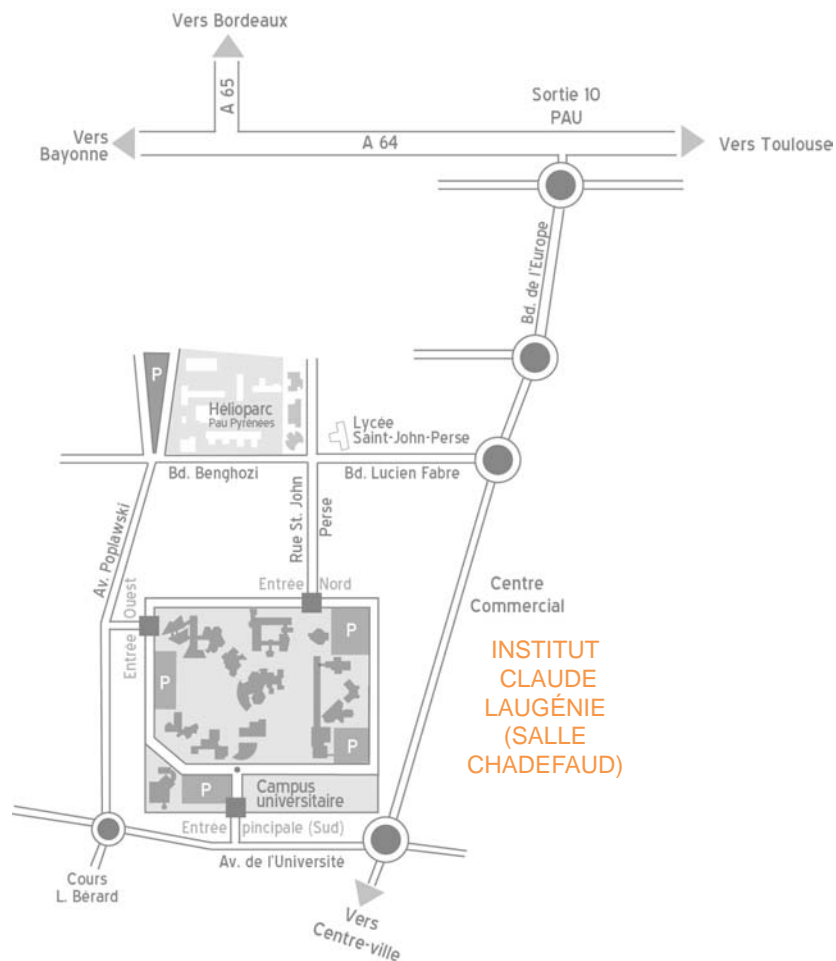 Vers Bordeaux
A 65
Sortie 10
PAU
Vers
Bayonne
A 64
Vers Toulouse
Bd. de l'Europe
P
Hélioparc
Pau Pyrénées
Lycée
Saint-John-Perse
Bd. Benghozi
Bd. Lucien Fabre
Av. Poplawski
Rue St. John
Perse
Entrée Nord
Entrée Ouest
Centre
Commercial
P
P
P
INSTITUT
CLAUDE
LAUGÉNIE
(SALLE
CHADEFAUD)
P
Campus
universitaire
Entrée pincipale (Sud)
Av. de l'Université
Cours
L. Bérard
Vers
Centre-ville